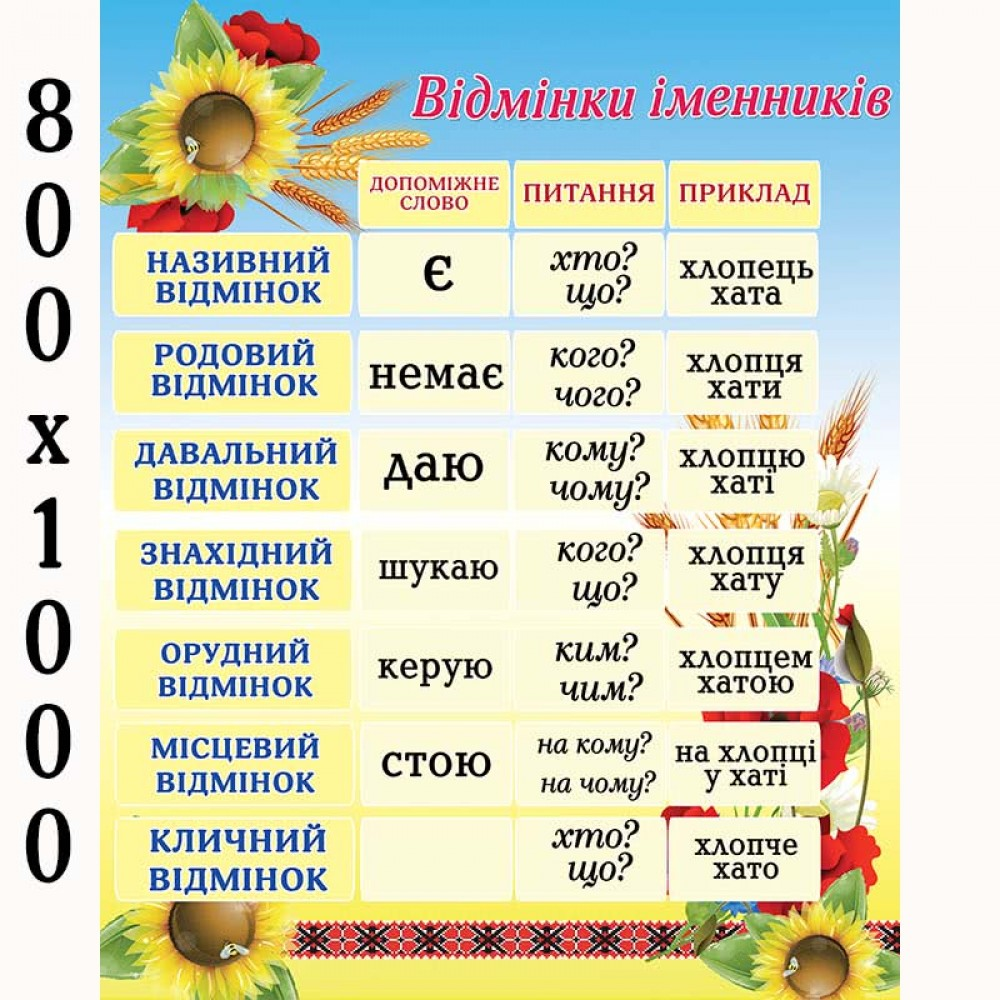 800х1000
Відмінки іменників
ДОПОМІЖНЕ
СЛОВО
ПИТАННЯ
ПРИКЛАД
НАЗИВНИЙ
ВІДМІНОК
є
хто?
що?
хлопець
хата
РОДОВИЙ
ВІДМІНОК
немає
кого?
чого?
хлопця
хати
ДАВАЛЬНИЙ
ВІДМІНОК
даю
кому?
чому?
хлопцю
хаті
ЗНАХІДНИЙ
ВІДМІНОК
шукаю
кого?
що?
хлопця
хату
ОРУДНИЙ
ВІДМІНОК
керую
ким?
чим?
хлопцем
хатою
МІСЦЕВИЙ
ВІДМІНОК
стою
на кому?
на чому?
на хлопці
у хаті
КЛИЧНИЙ
ВІДМІНОК
хто?
що?
хлопче
хато